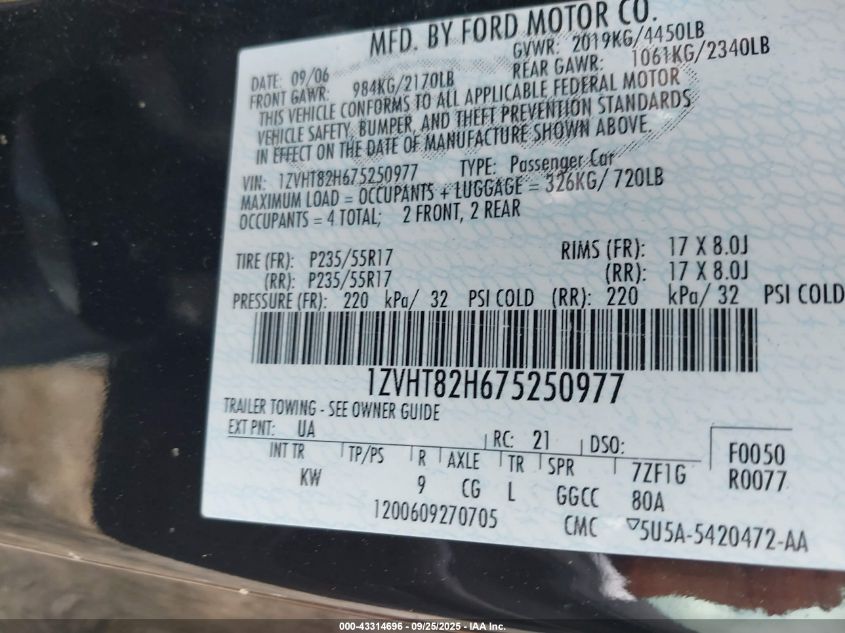 MFD. BY FORD MOTOR CO.
DATE: 09/06 GVWR: 2019KG/4450LB
FRONT GAWR: 984KG/2170LB REAR GAWR: 1061KG/2340LB
THIS VEHICLE CONFORMS TO ALL APPLICABLE FEDERAL MOTOR
VEHICLE SAFETY, BUMPER, AND THEFT PREVENTION STANDARDS
IN EFFECT ON THE DATE OF MANUFACTURE SHOWN ABOVE.
VIN: 1ZVHT82H675250977 TYPE: Passenger Car
MAXIMUM LOAD = OCCUPANTS + LUGGAGE = 326KG/ 720LB
OCCUPANTS = 4 TOTAL; 2 FRONT, 2 REAR
TIRE (FR): P235/55R17 RIMS (FR): 17 X 8.0J
(RR): P235/55R17 (RR): 17 X 8.0J
PRESSURE (FR): 220 kPa/ 32 PSI COLD (RR): 220 kPa/ 32 PSI COLD
1ZVHT82H675250977
TRAILER TOWING - SEE OWNER GUIDE
EXT PNT: UA RC: 21 DSO: F0050
INT TR TP/PS R AXLE TR SPR 7ZF1G R0077
KW 9 CG L GGCC 80A
1200609270705 CMC ▽5U5A-5420472-AA
000-43314696 - 09/25/2025 - IAA Inc.